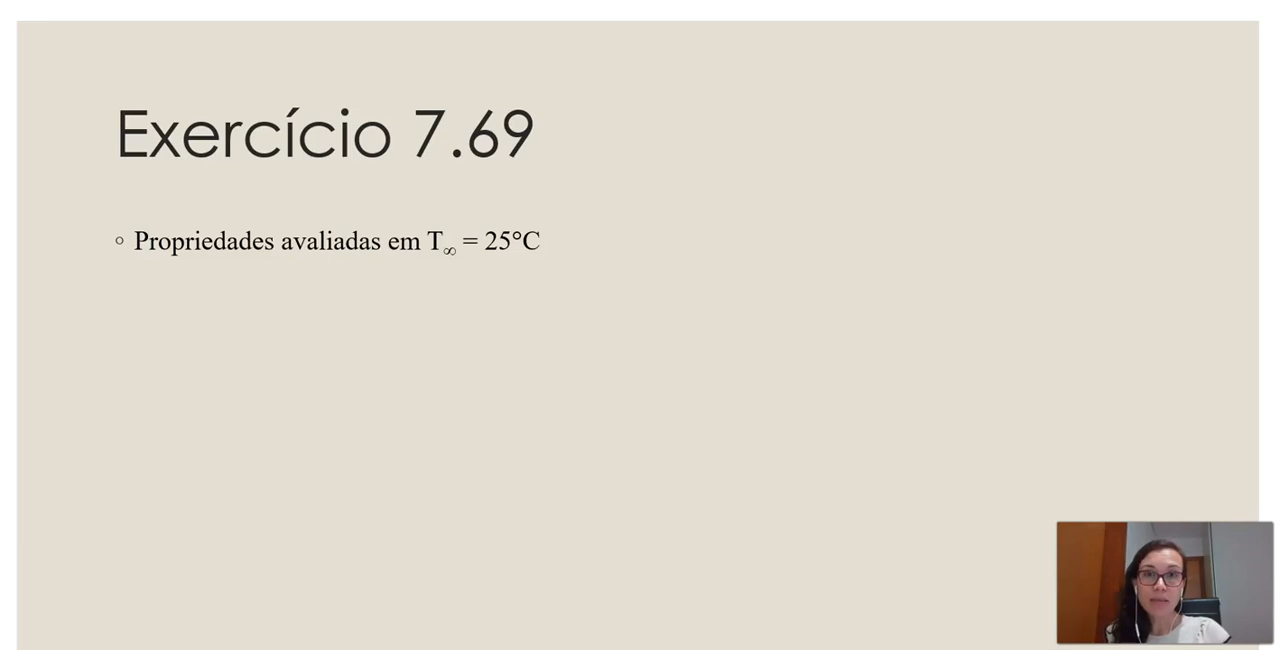 Exercício 7.69
◦ Propriedades avaliadas em T∞ = 25°C